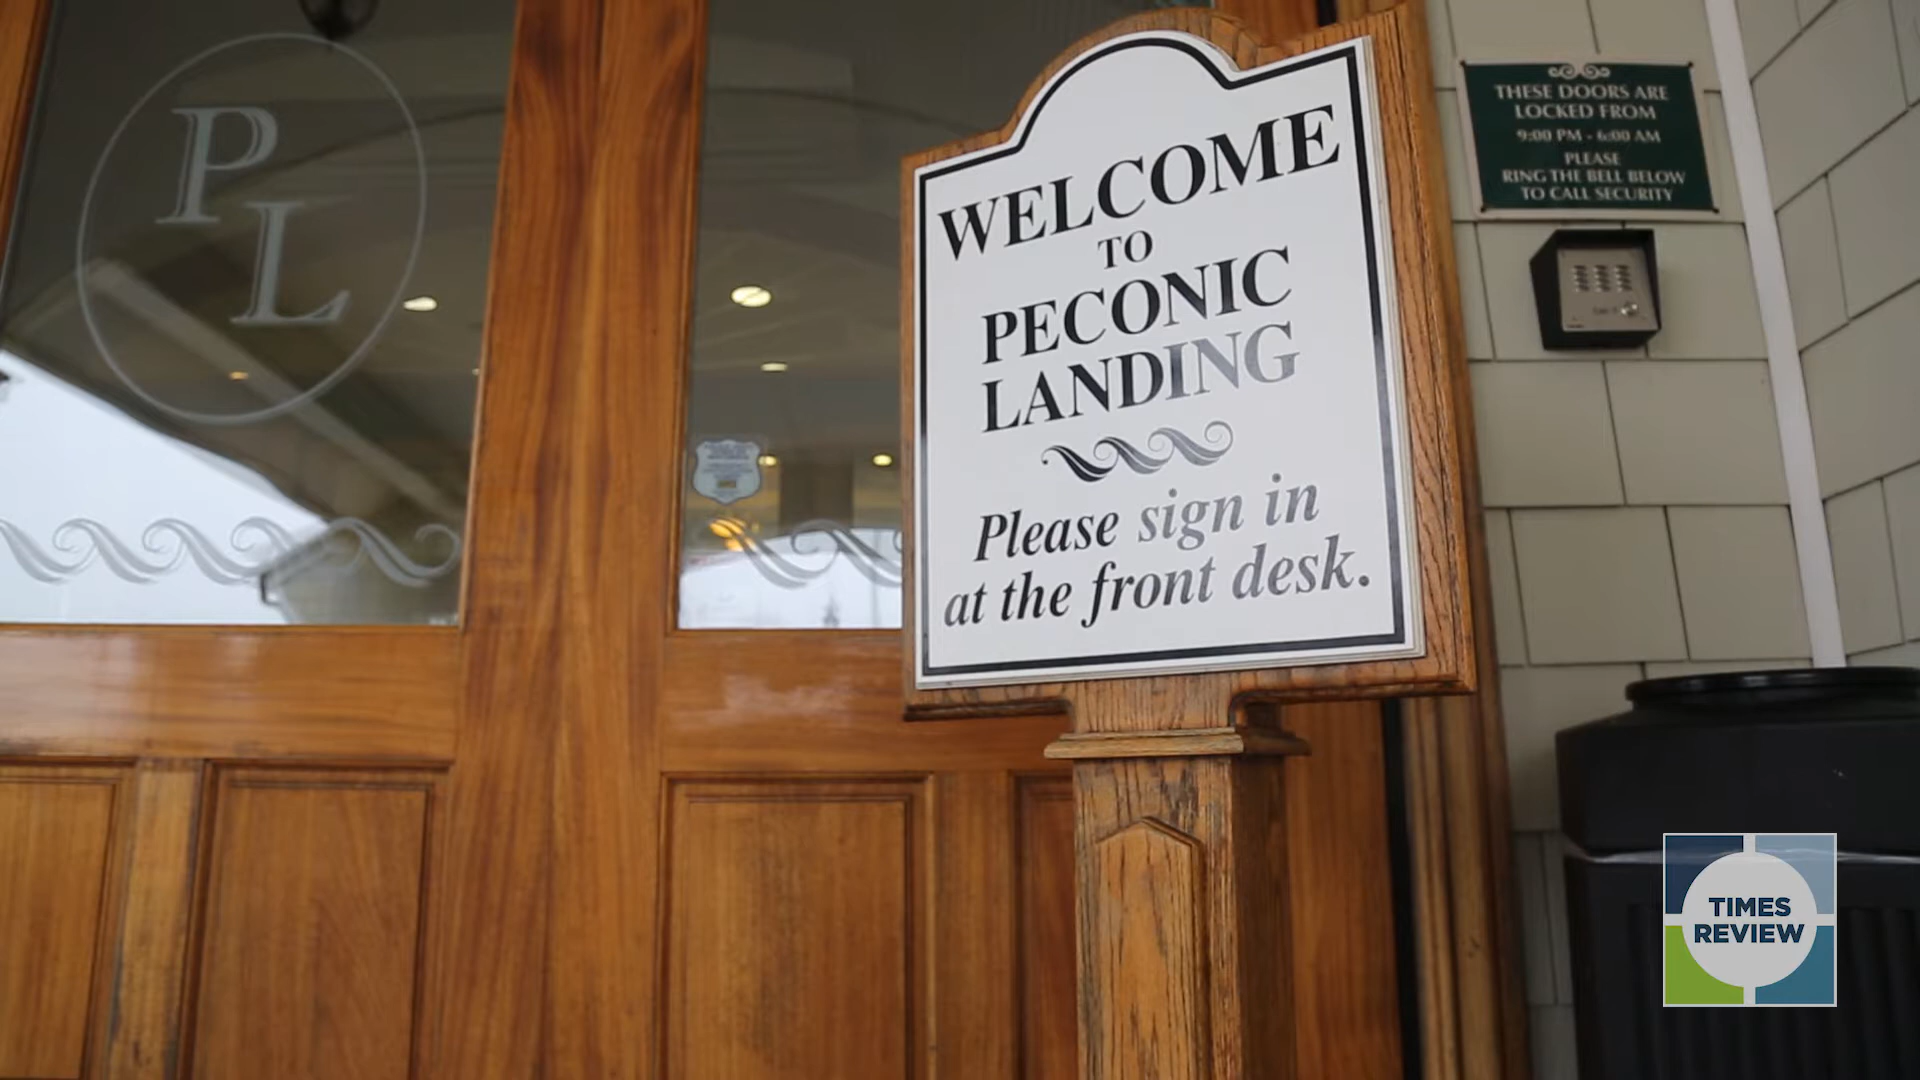 PL
WELCOME
TO
PECONIC
LANDING
Please sign in
at the front desk.
THESE DOORS ARE
LOCKED FROM
9:00 PM - 6:00 AM
PLEASE
RING THE BELL BELOW
TO CALL SECURITY
TIMES
REVIEW